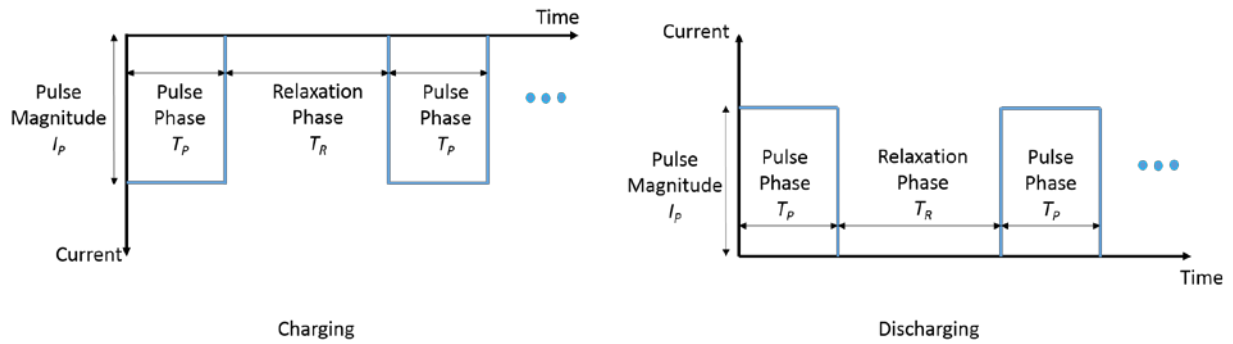 Time
Pulse
Magnitude
I_P
Pulse
Phase
T_P
Relaxation
Phase
T_R
Pulse
Phase
T_P
Current
Charging
Current
Pulse
Magnitude
I_P
Pulse
Phase
T_P
Relaxation
Phase
T_R
Pulse
Phase
T_P
Time
Discharging